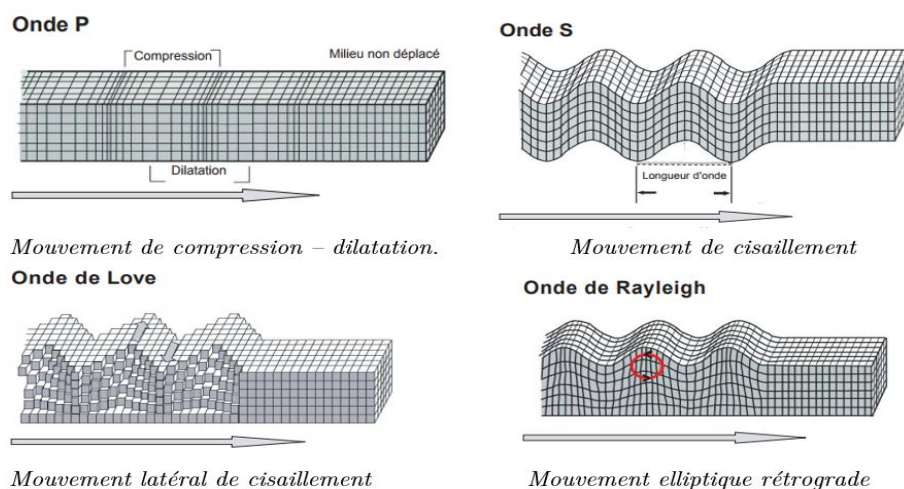 Onde P
Compression
Milieu non déplacé
Dilatation
Mouvement de compression – dilatation.
Onde S
Longueur d'onde
Mouvement de cisaillement
Onde de Love
Mouvement latéral de cisaillement
Onde de Rayleigh
Mouvement elliptique rétrograde